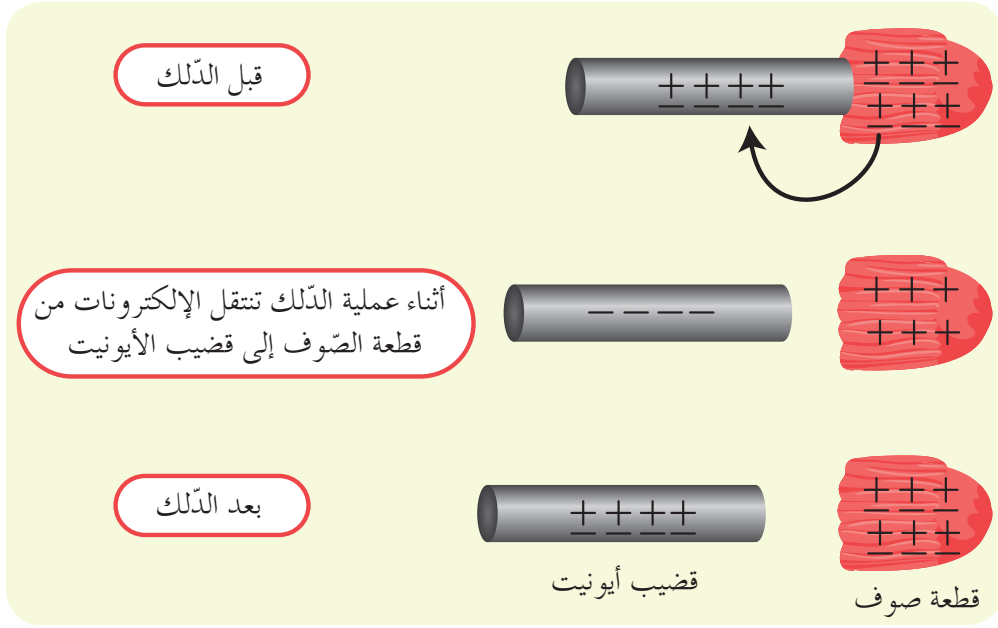 قبل الدّلك
+ + + +
− − − −
+ + +
− − −
+ + +
− − −
أثناء عملية الدّلك تنتقل الإلكترونات من
قطعة الصّوف إلى قضيب الأيونيت
− − − −
+ + +
+ + +
بعد الدّلك
+ + + +
− − − −
+ + +
− − −
+ + +
− − −
قضيب أيونيت
قطعة صوف